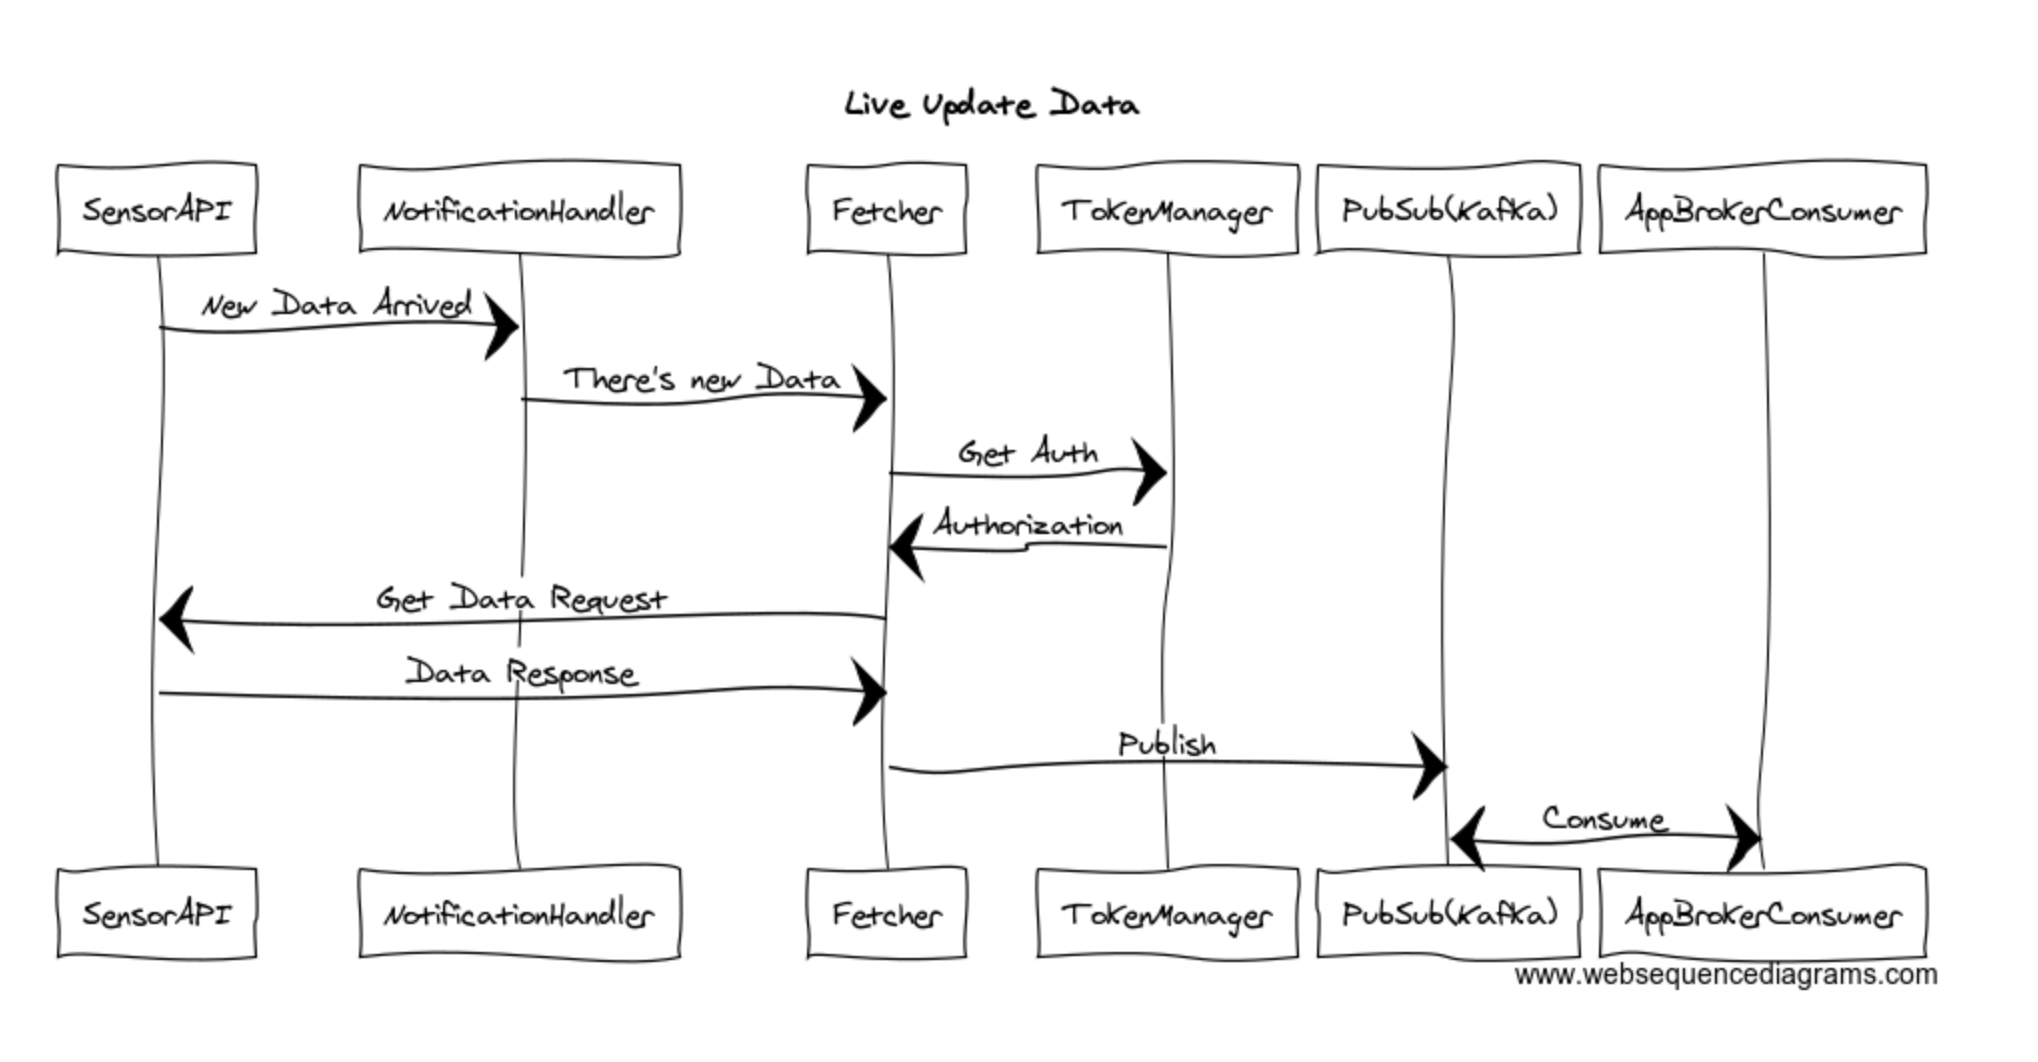 Live Update Data
SensorAPI
NotificationHandler
Fetcher
TokenManager
PubSub(Kafka)
AppBrokerConsumer
New Data Arrived
There's new Data
Get Auth
Authorization
Get Data Request
Data Response
Publish
Consume
SensorAPI
NotificationHandler
Fetcher
TokenManager
PubSub(Kafka)
AppBrokerConsumer
www.websequencediagrams.com